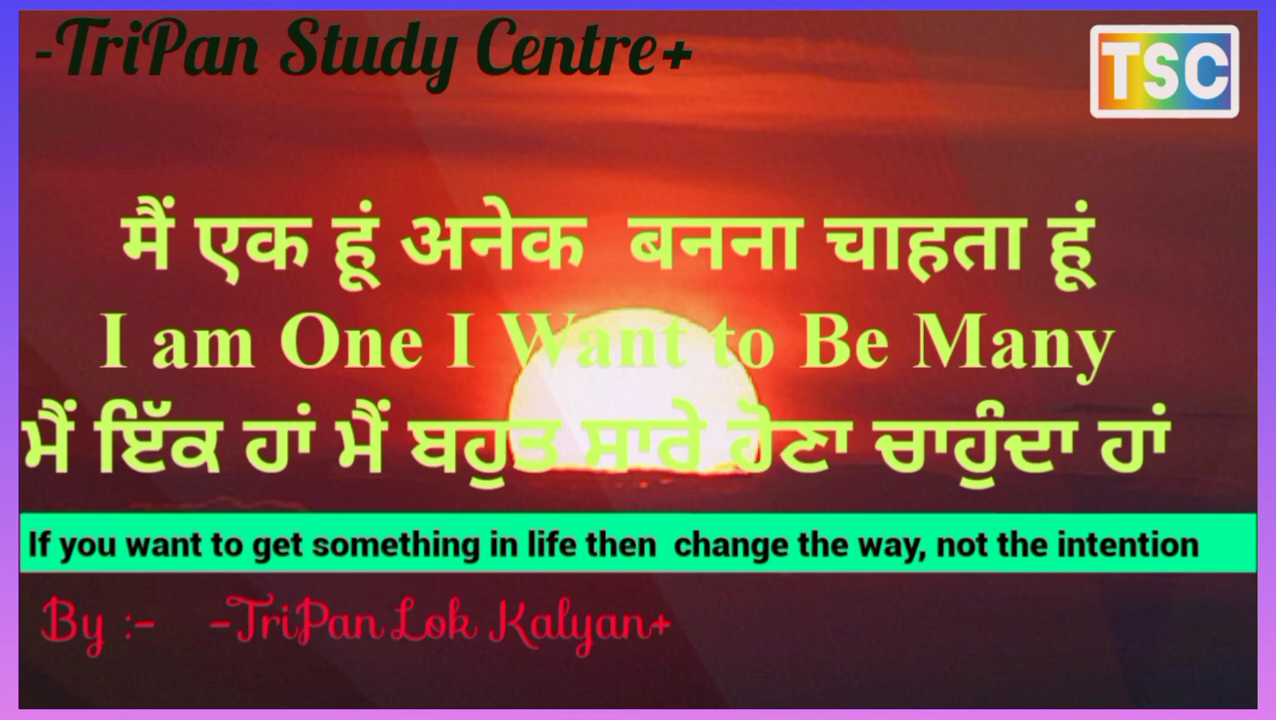 -TriPan Study Centre+
TSC
मैं एक हूं अनेक बनना चाहता हूं
I am One I Want to Be Many
ਮੈਂ ਇੱਕ ਹਾਂ ਮੈਂ ਬਹੁਤ ਸਾਰੇ ਹੋਣਾ ਚਾਹੁੰਦਾ ਹਾਂ
If you want to get something in life then change the way, not the intention
By :- -TriPan Lok Kalyan+